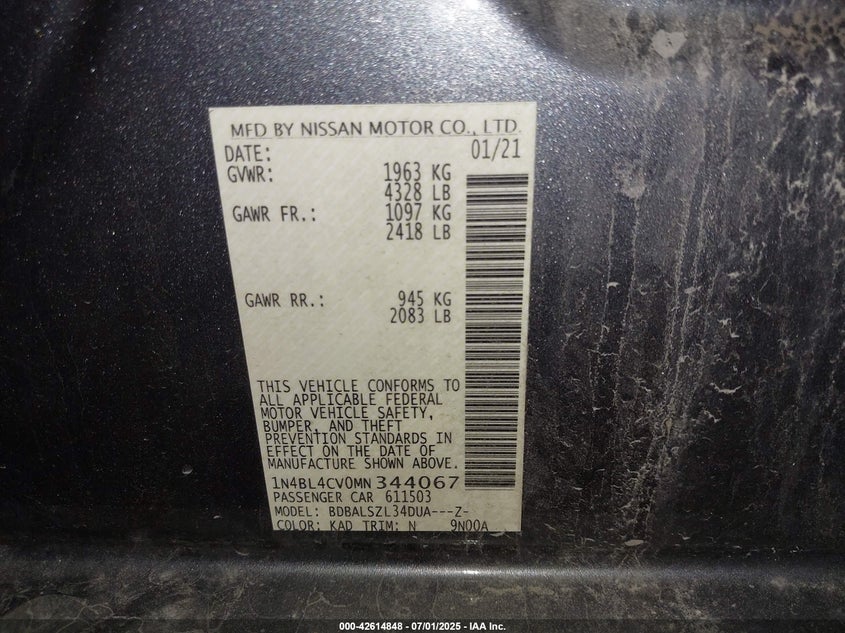 MFD BY NISSAN MOTOR CO., LTD.
DATE: 01/21
GVWR: 1963 KG
4328 LB
GAWR FR.: 1097 KG
2418 LB
GAWR RR.: 945 KG
2083 LB
THIS VEHICLE CONFORMS TO
ALL APPLICABLE FEDERAL
MOTOR VEHICLE SAFETY,
BUMPER, AND THEFT
PREVENTION STANDARDS IN
EFFECT ON THE DATE OF
MANUFACTURE SHOWN ABOVE.
1N4BL4CV0MN344067
PASSENGER CAR 611503
MODEL: BDBALSZL34DUA---Z-
COLOR: KAD TRIM: N 9N00A
000-42614848 - 07/01/2025 - IAA Inc.